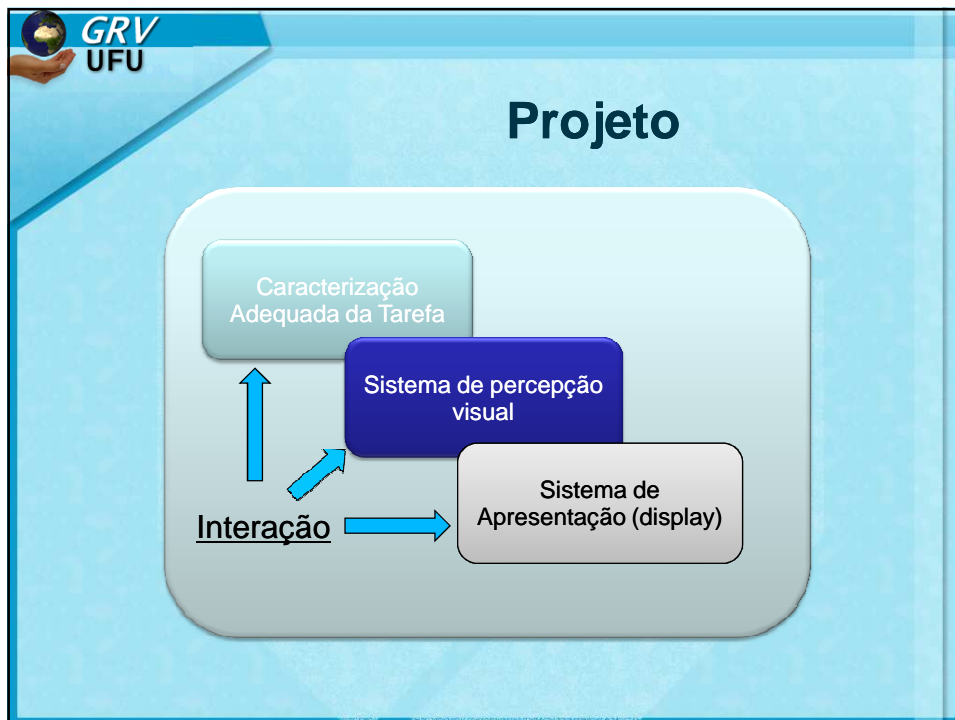 GRV
UFU
Projeto
Caracterização
Adequada da Tarefa
Sistema de percepção
visual
Sistema de
Apresentação (display)
Interação